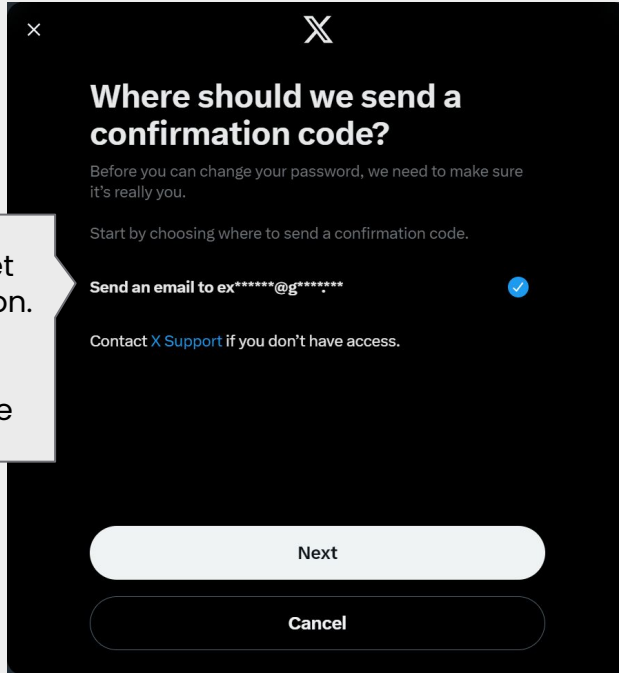 Where should we send a
confirmation code?
Before you can change your password, we need to make sure
it's really you.
Start by choosing where to send a confirmation code.
Send an email to ex******@g****.***
Contact X Support if you don't have access.
Next
Cancel